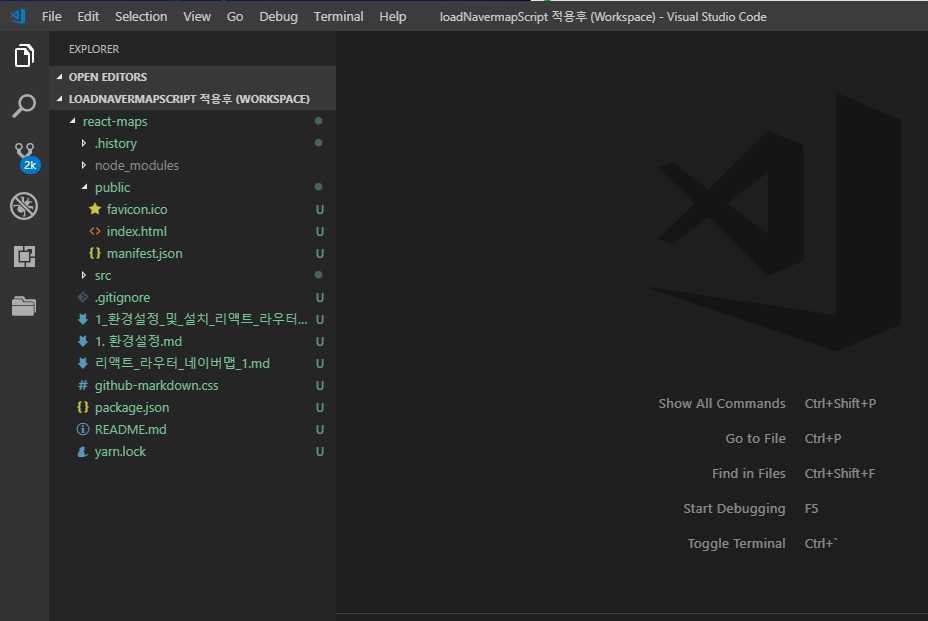 File Edit Selection View Go Debug Terminal Help loadNavermapScript 적용후 (Workspace) - Visual Studio Code
EXPLORER
OPEN EDITORS
LOADNAVERMAPSCRIPT 적용후 (WORKSPACE)
react-maps
.history
2k
node_modules
public
favicon.ico U
index.html U
manifest.json U
src
.gitignore U
1_환경설정_및_설치_리액트_라우터... U
1. 환경설정.md U
리액트_라우터_네이버맵_1.md U
github-markdown.css U
package.json U
README.md U
yarn.lock U
Show All Commands Ctrl+Shift+P
Go to File Ctrl+P
Find in Files Ctrl+Shift+F
Start Debugging F5
Toggle Terminal Ctrl+`